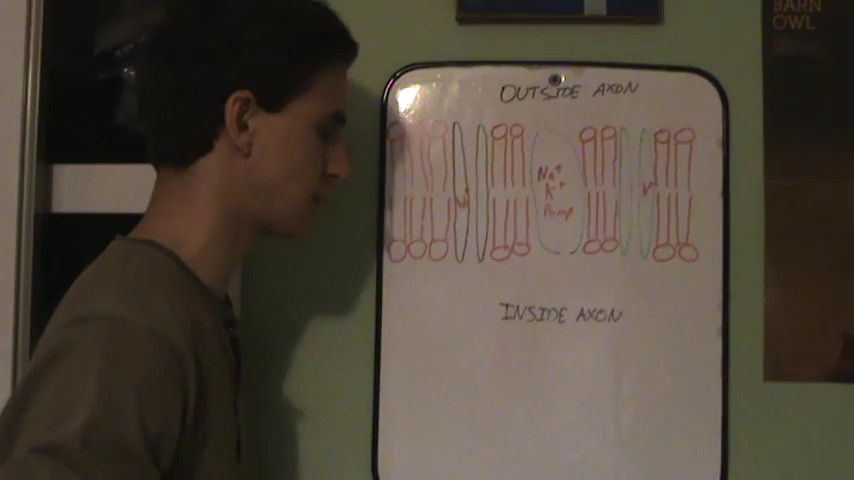 BARN
OWL
OUTSIDE AXON
Na+
K+
Pump
INSIDE AXON